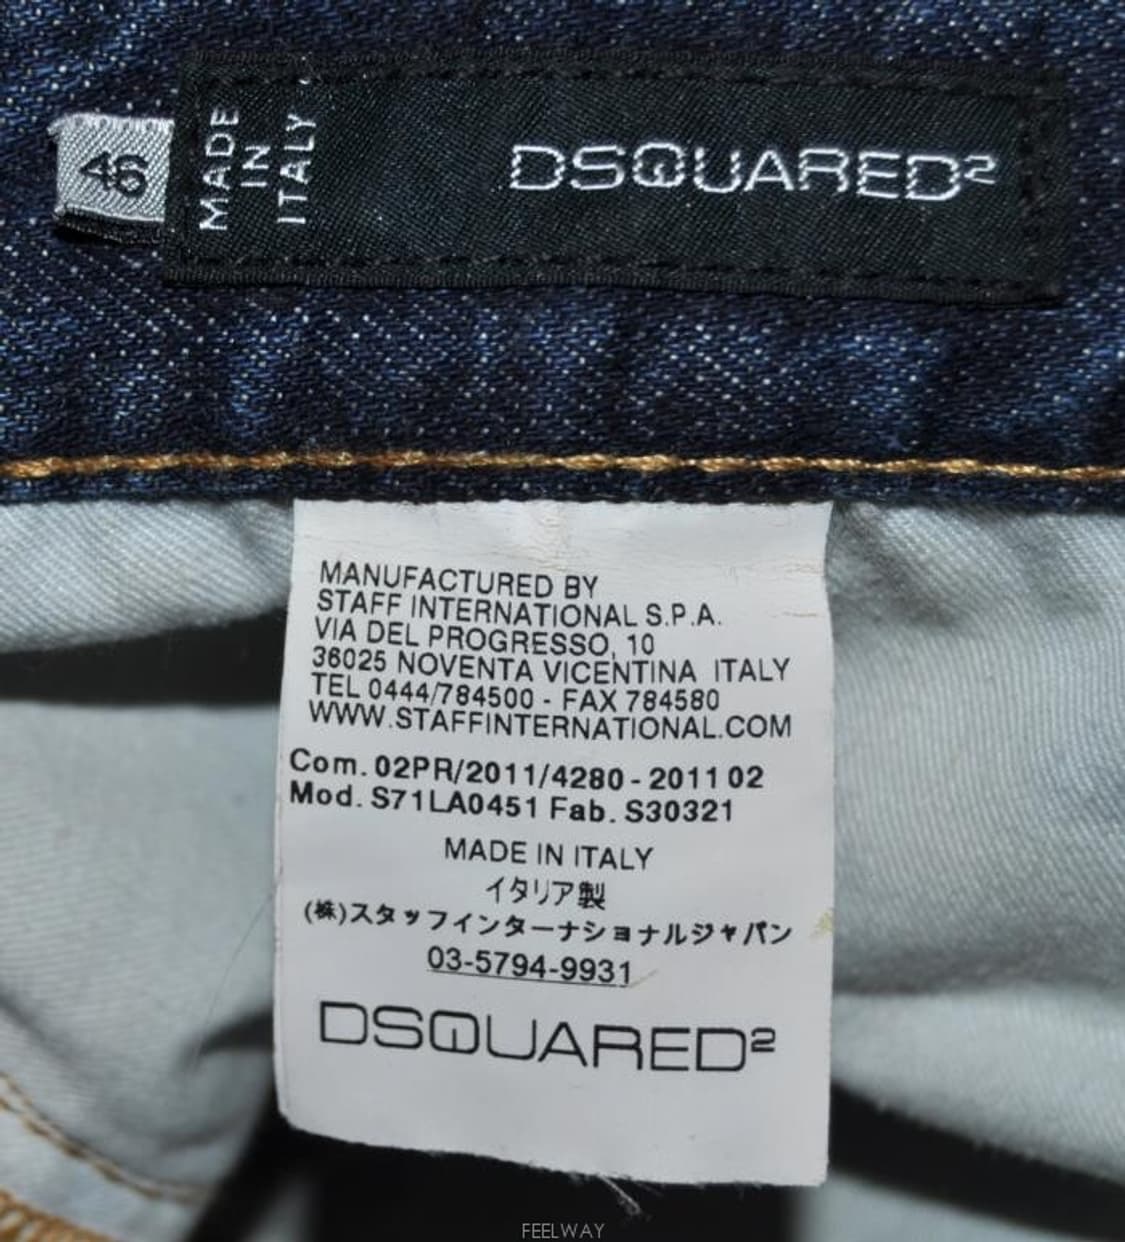 46
MADE
IN
ITALY
DSQUARED2
MANUFACTURED BY
STAFF INTERNATIONAL S.P.A.
VIA DEL PROGRESSO, 10
36025 NOVENTA VICENTINA ITALY
TEL 0444/784500 - FAX 784580
WWW.STAFFINTERNATIONAL.COM
Com. 02PR/2011/4280 - 2011 02
Mod. S71LA0451 Fab. S30321
MADE IN ITALY
イタリア製
(株)スタッフインターナショナルジャパン
03-5794-9931
DSQUARED2
FEELWAY